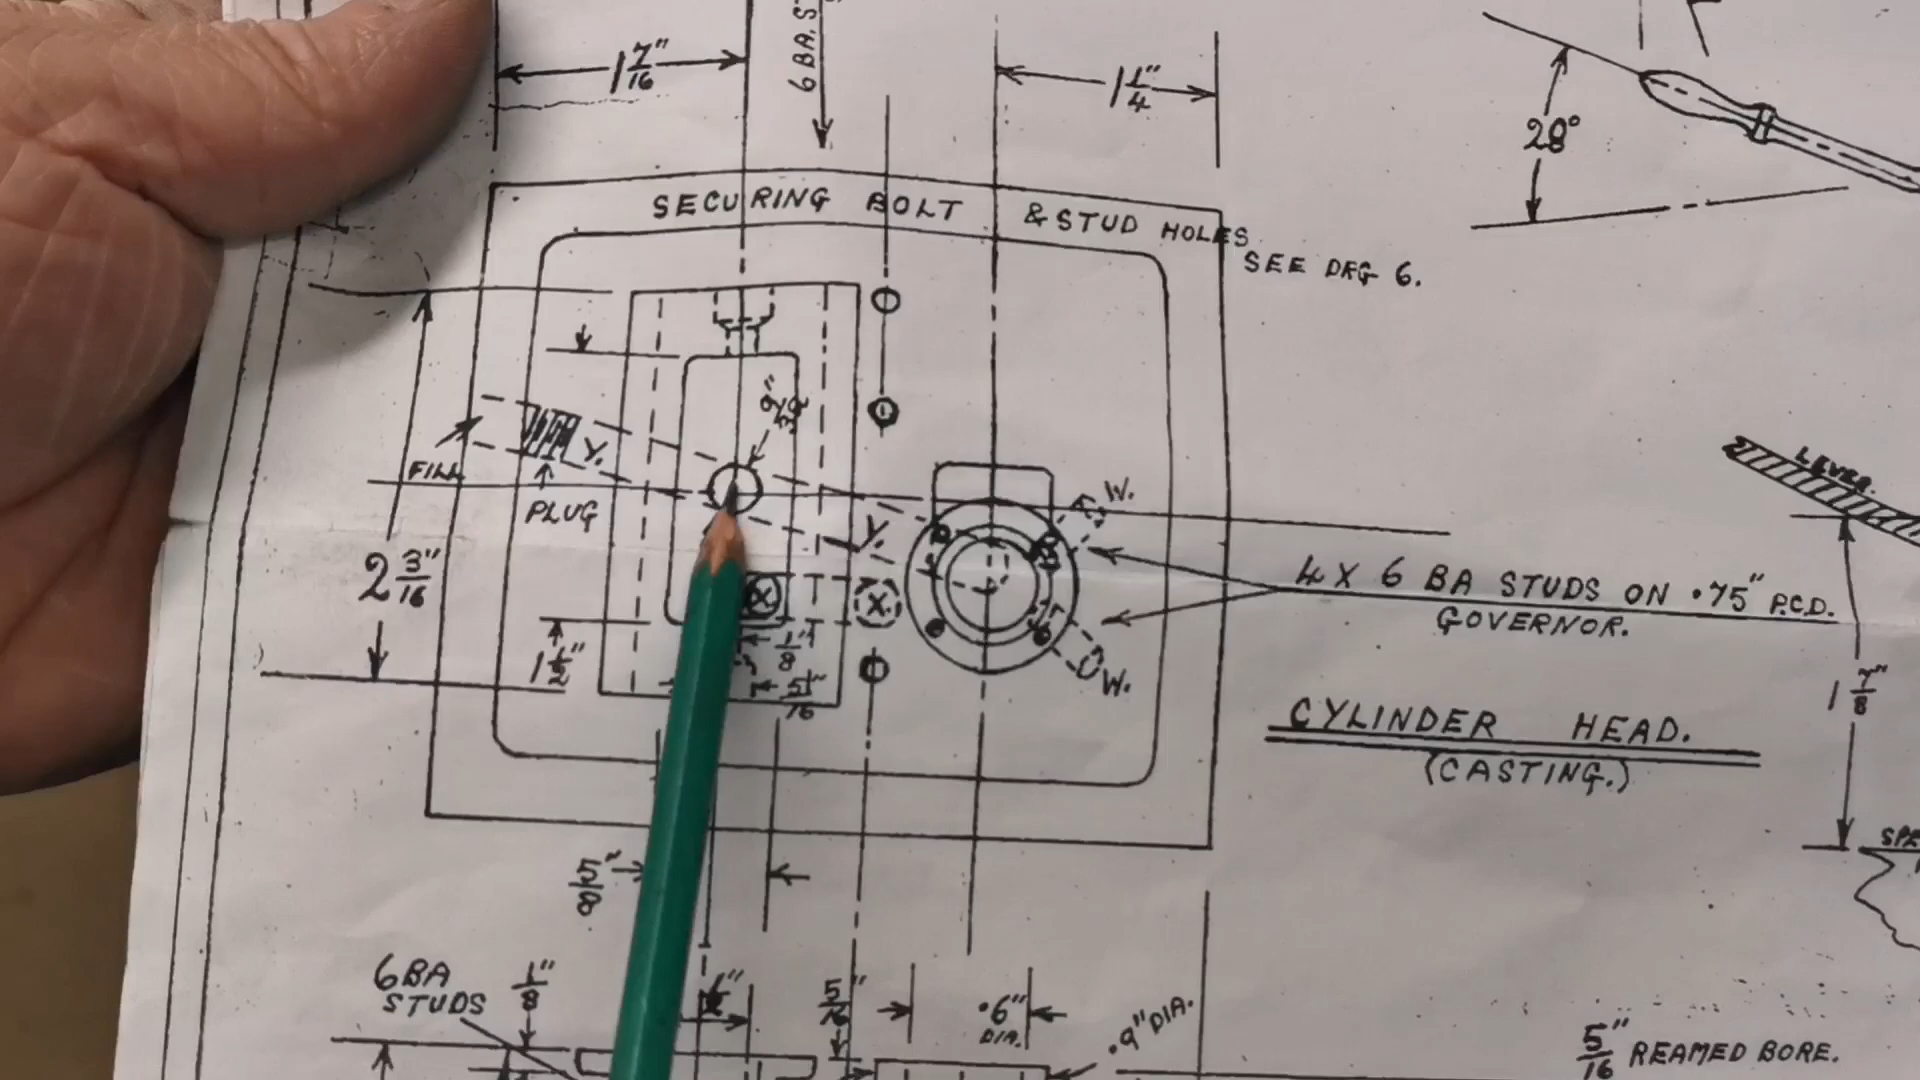 1 7/16"
6 BA. S
1 1/4"
28°
SECURING BOLT & STUD HOLES
SEE DRG 6.
9/32"
FILL
Y.
PLUG
W.
Y.
LEVER.
2 3/16"
X
X.
4 X 6 BA STUDS ON .75" P.C.D.
GOVERNOR.
1 1/2"
1/8"
5/16"
W.
1 7/8"
CYLINDER HEAD.
(CASTING.)
5/8"
6BA
STUDS
1/8"
5/16"
.6"
DIA.
.9" DIA.
5/16" REAMED BORE.